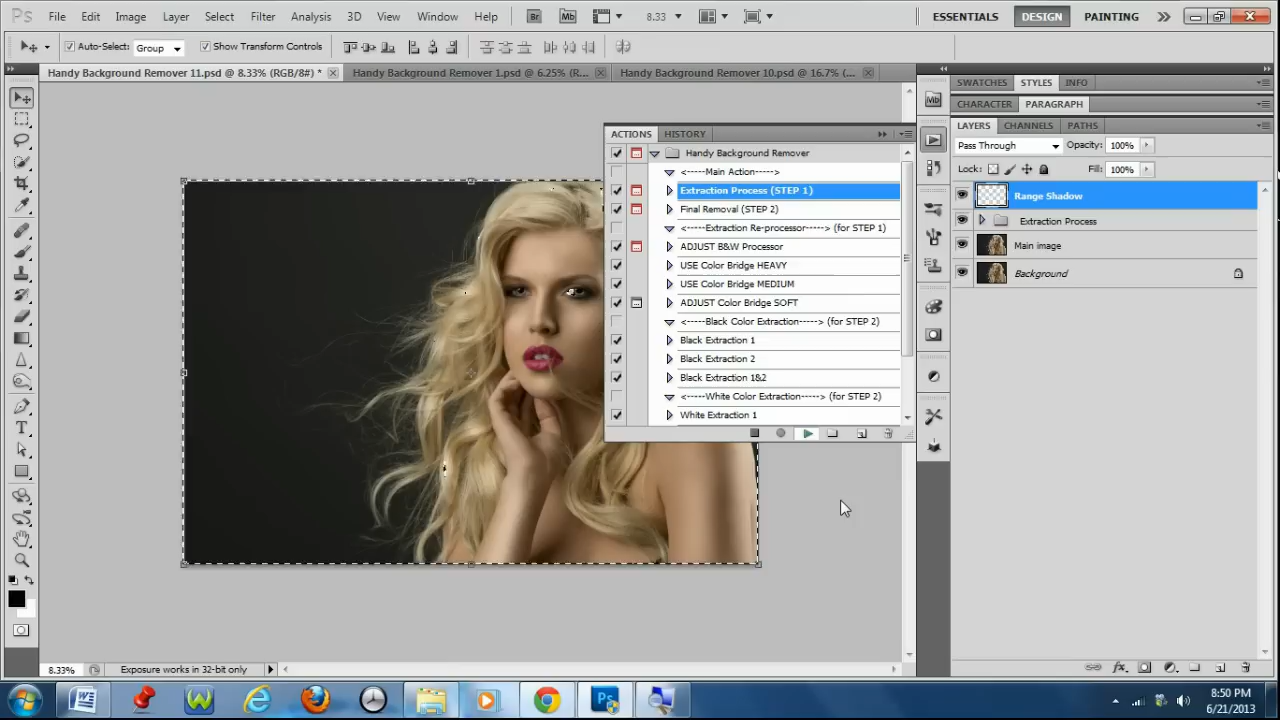 Ps File Edit Image Layer Select Filter Analysis 3D View Window Help Br Mb 8.33 ESSENTIALS DESIGN PAINTING
Auto-Select: Group Show Transform Controls
Handy Background Remover 11.psd @ 8.33% (RGB/8#) * Handy Background Remover 1.psd @ 6.25% (R... Handy Background Remover 10.psd @ 16.7% (...
SWATCHES STYLES INFO
Mb
CHARACTER PARAGRAPH
LAYERS CHANNELS PATHS
Pass Through Opacity: 100%
Lock: Fill: 100%
Range Shadow
Extraction Process
Main image
Background
ACTIONS HISTORY
Handy Background Remover
<-----Main Action----->
Extraction Process (STEP 1)
Final Removal (STEP 2)
<-----Extraction Re-processor-----> (for STEP 1)
ADJUST B&W Processor
USE Color Bridge HEAVY
USE Color Bridge MEDIUM
ADJUST Color Bridge SOFT
<-----Black Color Extraction-----> (for STEP 2)
Black Extraction 1
Black Extraction 2
Black Extraction 1&2
<-----White Color Extraction-----> (for STEP 2)
White Extraction 1
T
fx
8.33% Exposure works in 32-bit only
W W Ps
8:50 PM
6/21/2013